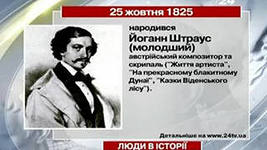 25 жовтня 1825
народився
Йоганн Штраус
(молодший)
австрійський композитор та
скрипаль ("Життя артиста",
"На прекрасному блакитному
Дунаї", "Казки Віденського
лісу").
Детальніше на www.24tv.ua
ЛЮДИ В ІСТОРІЇ